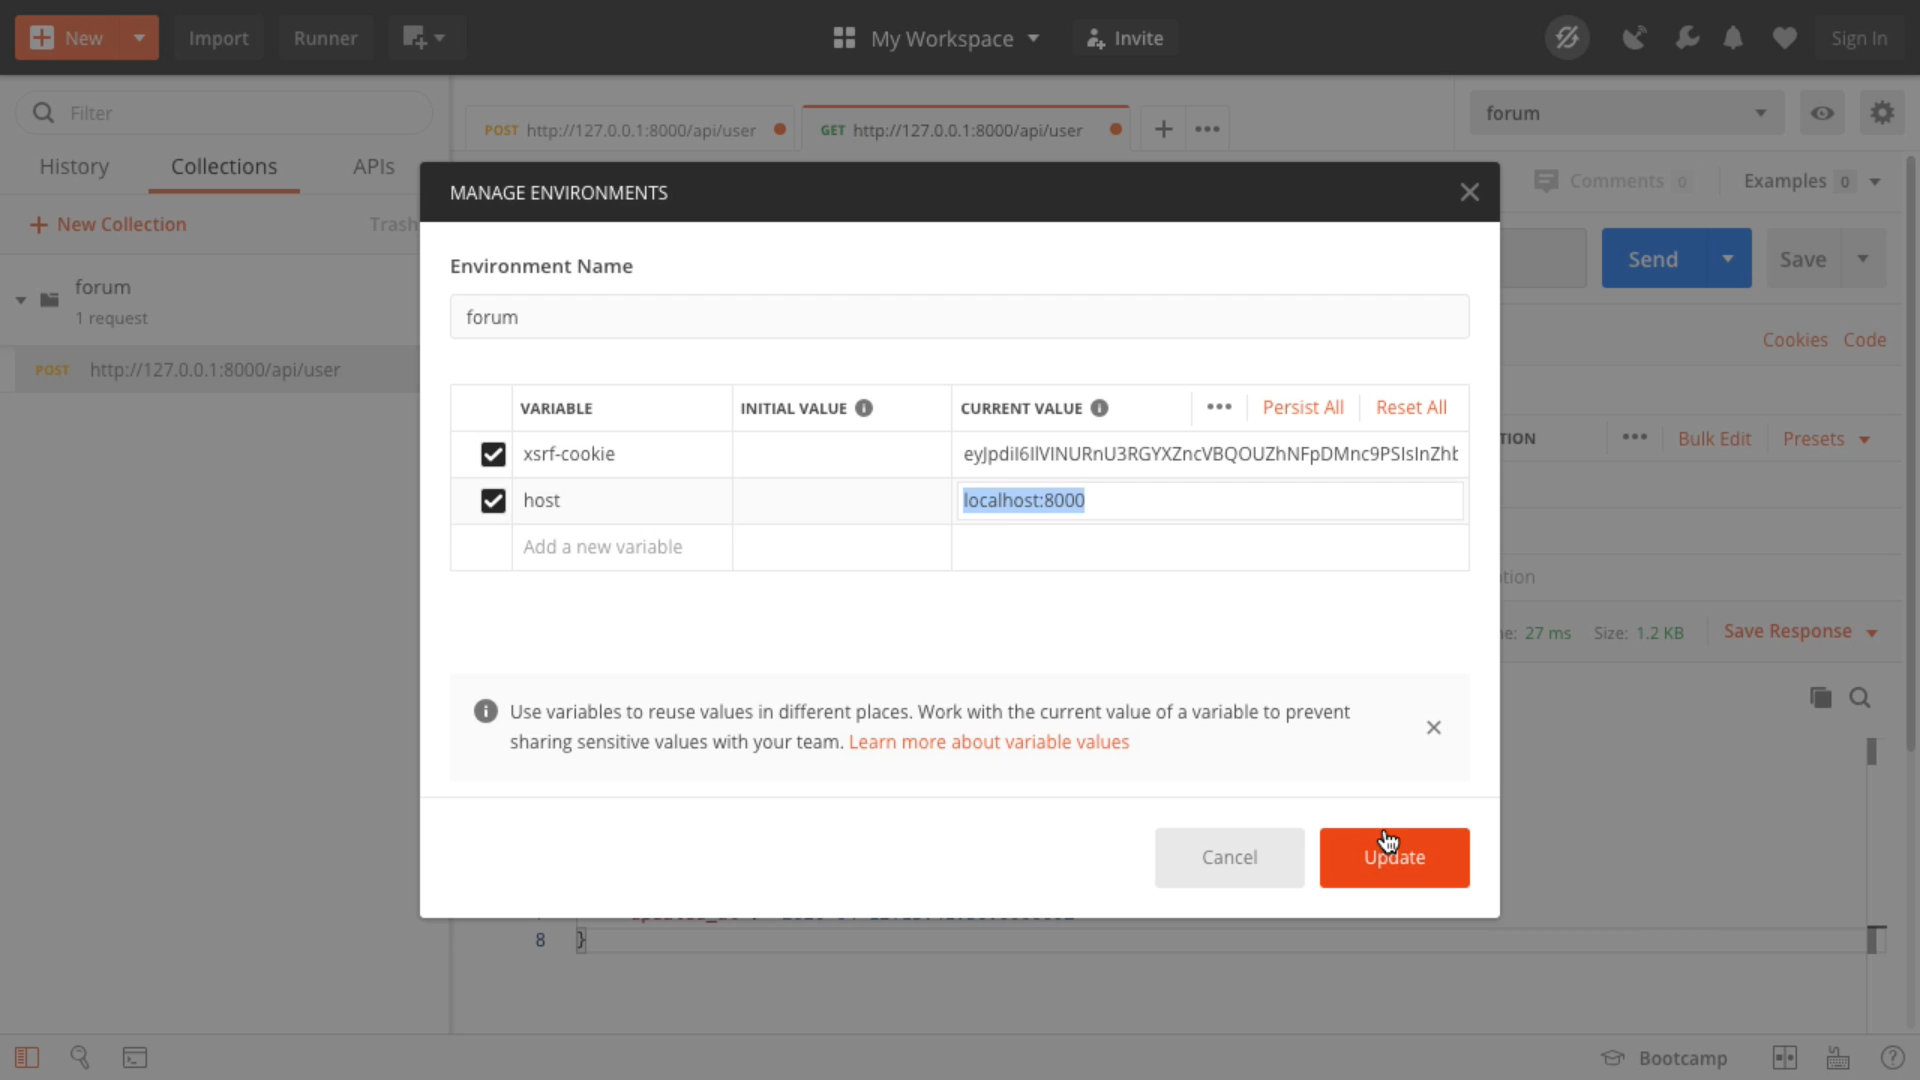 New
Import
Runner
My Workspace
Invite
Sign In
Filter
History
Collections
APIs
New Collection
Trash
forum
1 request
POST http://127.0.0.1:8000/api/user
POST http://127.0.0.1:8000/api/user
GET http://127.0.0.1:8000/api/user
forum
Comments 0
Examples 0
Send
Save
Cookies
Code
TION
Bulk Edit
Presets
27 ms
Size: 1.2 KB
Save Response
MANAGE ENVIRONMENTS
Environment Name
forum
VARIABLE
INITIAL VALUE
CURRENT VALUE
Persist All
Reset All
xsrf-cookie
host
localhost:8000
Add a new variable
Use variables to reuse values in different places. Work with the current value of a variable to prevent
sharing sensitive values with your team. Learn more about variable values
Cancel
Update
8 }
Bootcamp